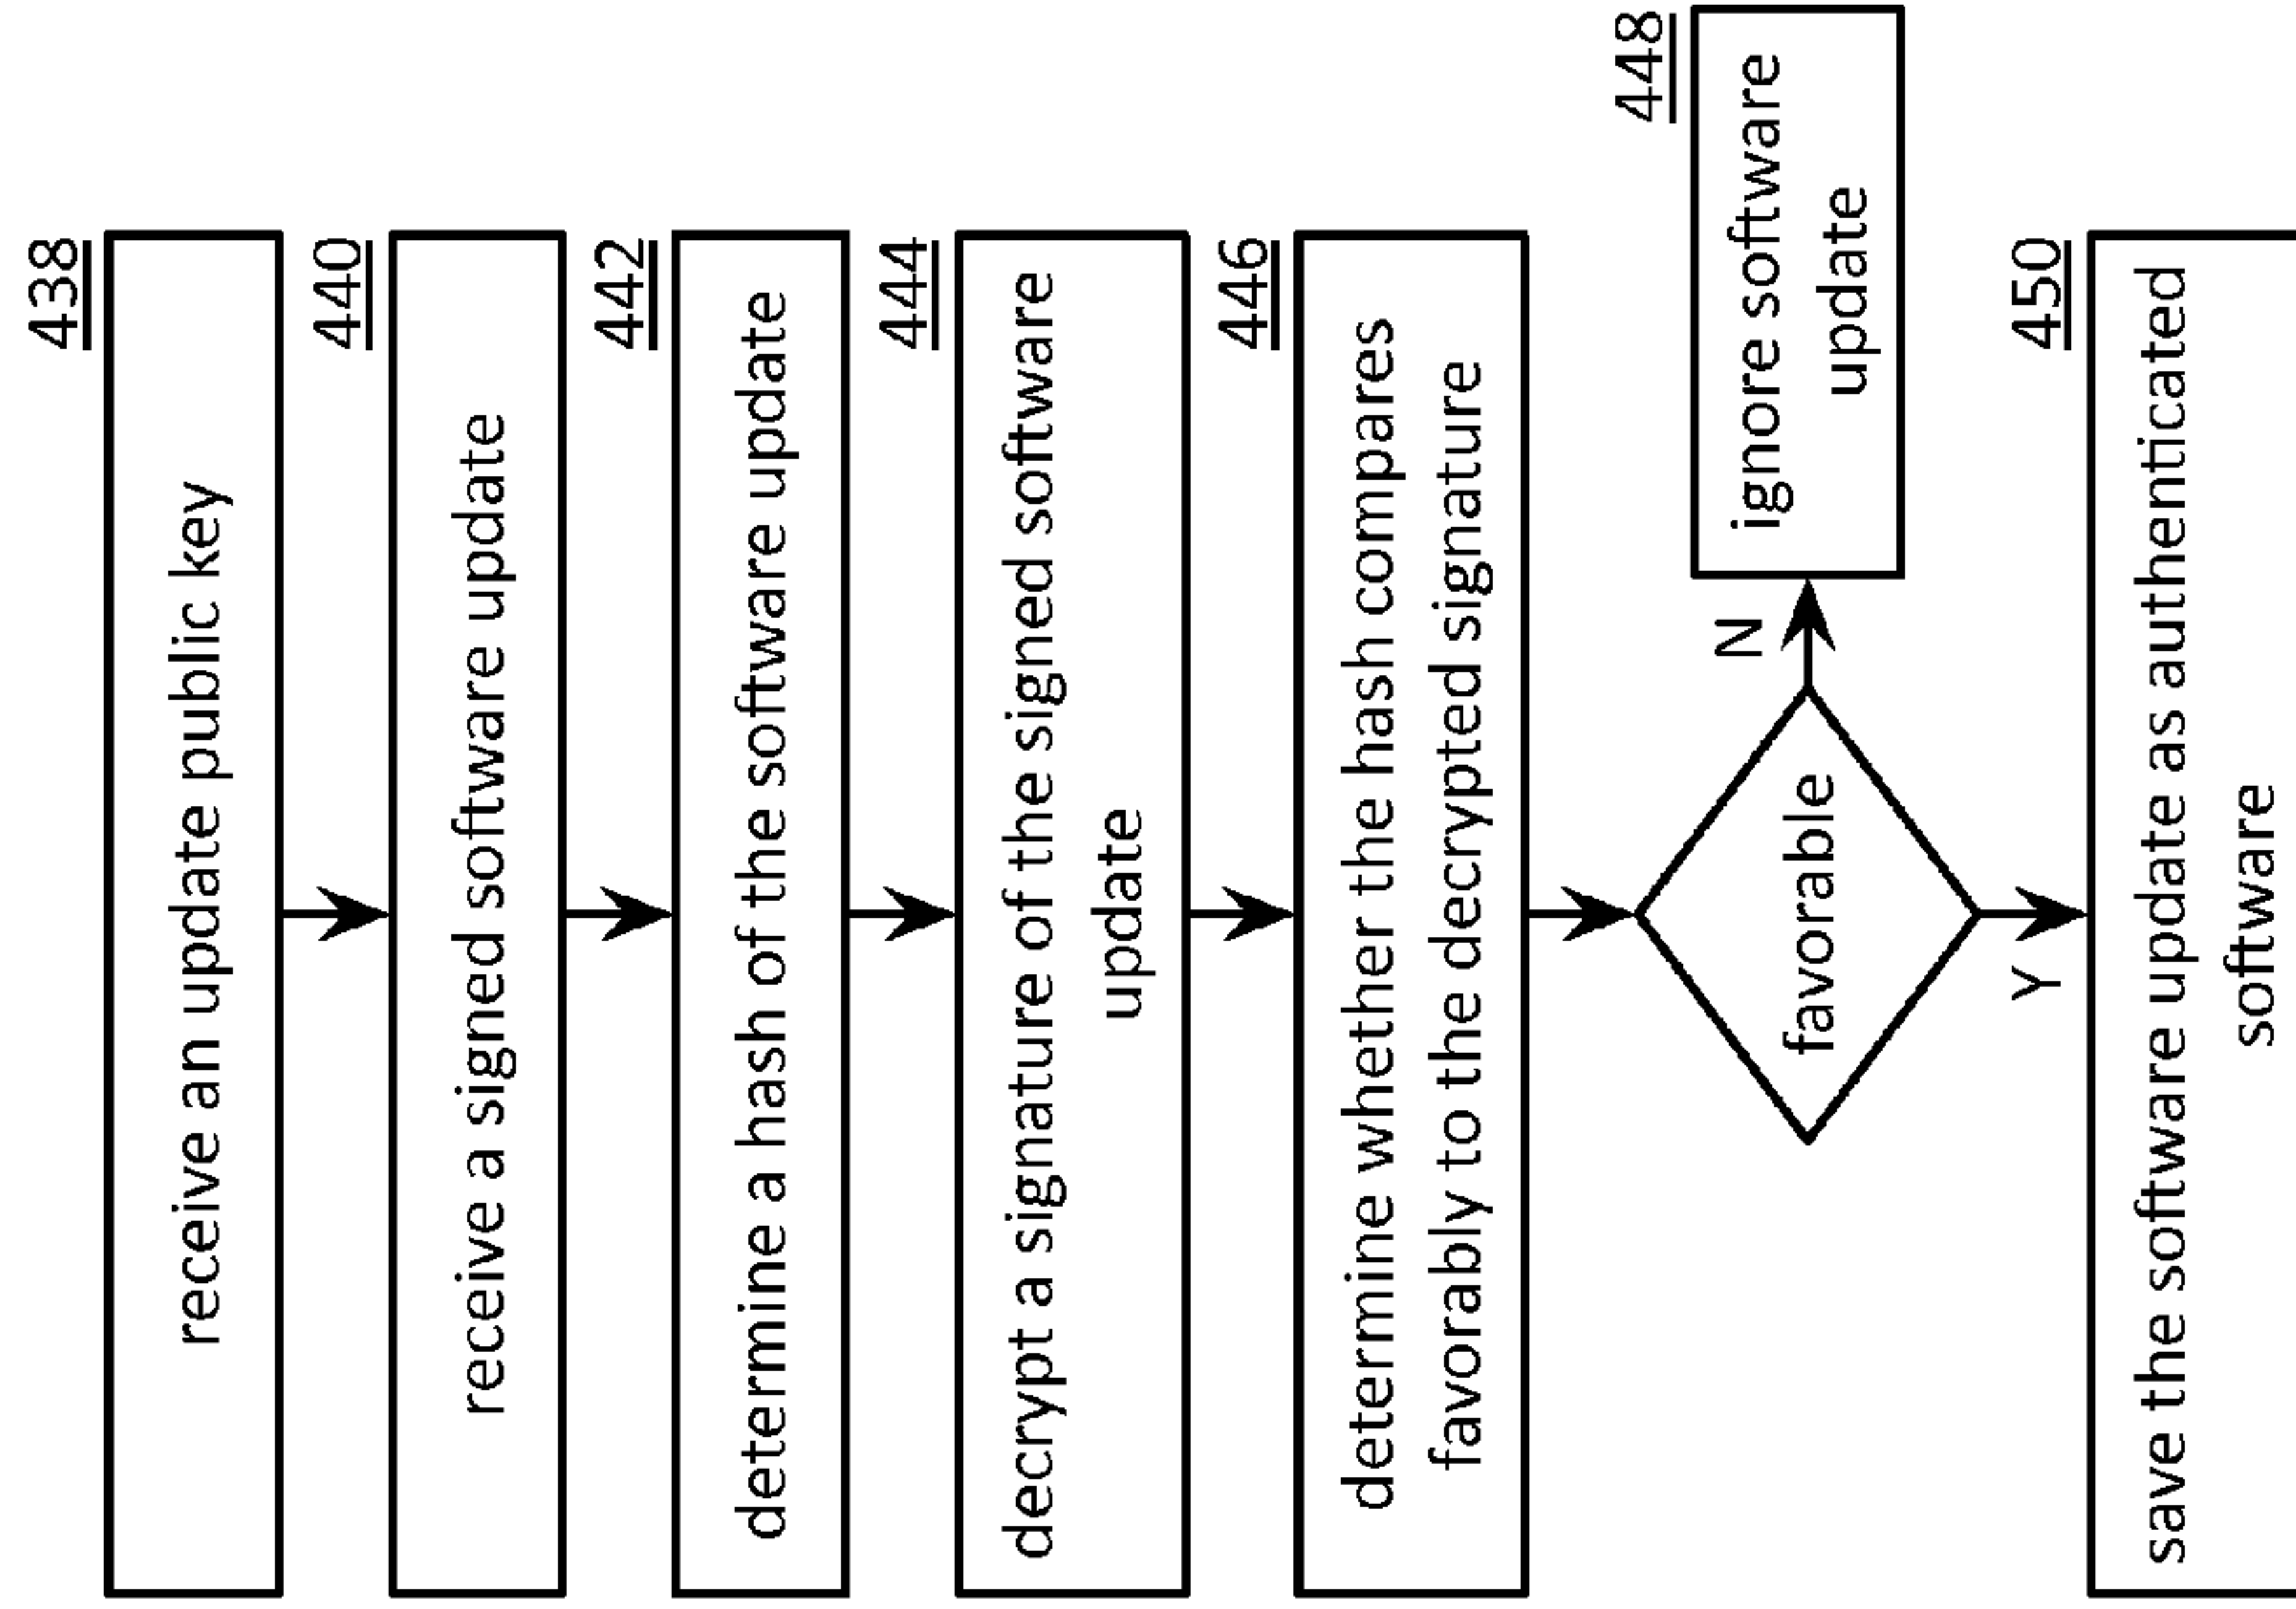 438
receive an update public key
440
receive a signed software update
442
determine a hash of the software update
444
decrypt a signature of the signed software
update
446
determine whether the hash compares
favorably to the decrypted signature
favorable
N
448
ignore software
update
Y
450
save the software update as authenticated
software